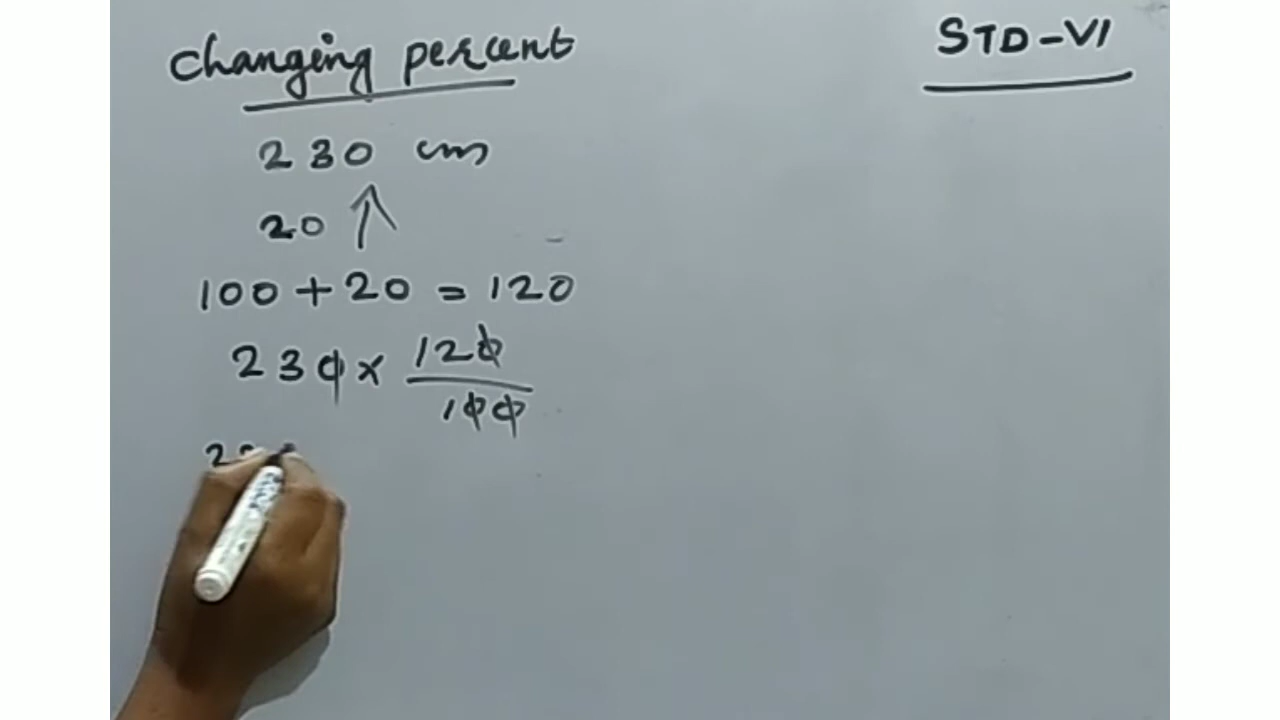 Changing percent
STD-VI
230 cm
20 ↑
100 + 20 = 120
230 × 120/100